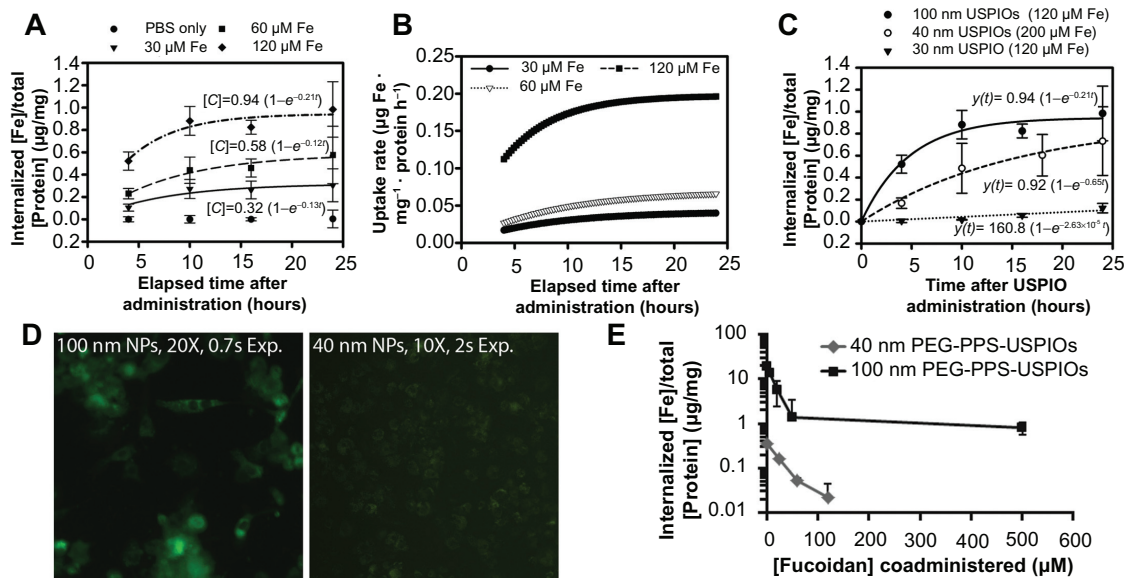 A
PBS only
60 µM Fe
30 µM Fe
120 µM Fe
Internalized [Fe]/total
[Protein] (µg/mg)
1.4
1.2
1.0
0.8
0.6
0.4
0.2
0.0
0.2
[C]=0.94 (1–e–0.21t)
[C]=0.58 (1–e–0.12t)
[C]=0.32 (1–e–0.13t)
0 5 10 15 20 25
Elapsed time after
administration (hours)
B
30 µM Fe
120 µM Fe
60 µM Fe
Uptake rate (µg Fe ·
mg–1 · protein h–1)
0.25
0.20
0.15
0.10
0.05
0.00
0 5 10 15 20 25
Elapsed time after
administration (hours)
C
100 nm USPIOs (120 µM Fe)
40 nm USPIOs (200 µM Fe)
30 nm USPIO (120 µM Fe)
Internalized [Fe]/total
[Protein] (µg/mg)
1.4
1.2
1.0
0.8
0.6
0.4
0.2
0.0
0.2
y(t)= 0.94 (1–e–0.21t)
y(t)= 0.92 (1–e–0.65t)
y(t)= 160.8 (1–e–2.63×10-5 t)
0 5 10 15 20 25
Time after USPIO
administration (hours)
D
100 nm NPs, 20X, 0.7s Exp.
40 nm NPs, 10X, 2s Exp.
E
40 nm PEG-PPS-USPIOs
100 nm PEG-PPS-USPIOs
Internalized [Fe]/total
[Protein] (µg/mg)
100
10
1
0.1
0.01
0 100 200 300 400 500 600
[Fucoidan] coadministered (µM)